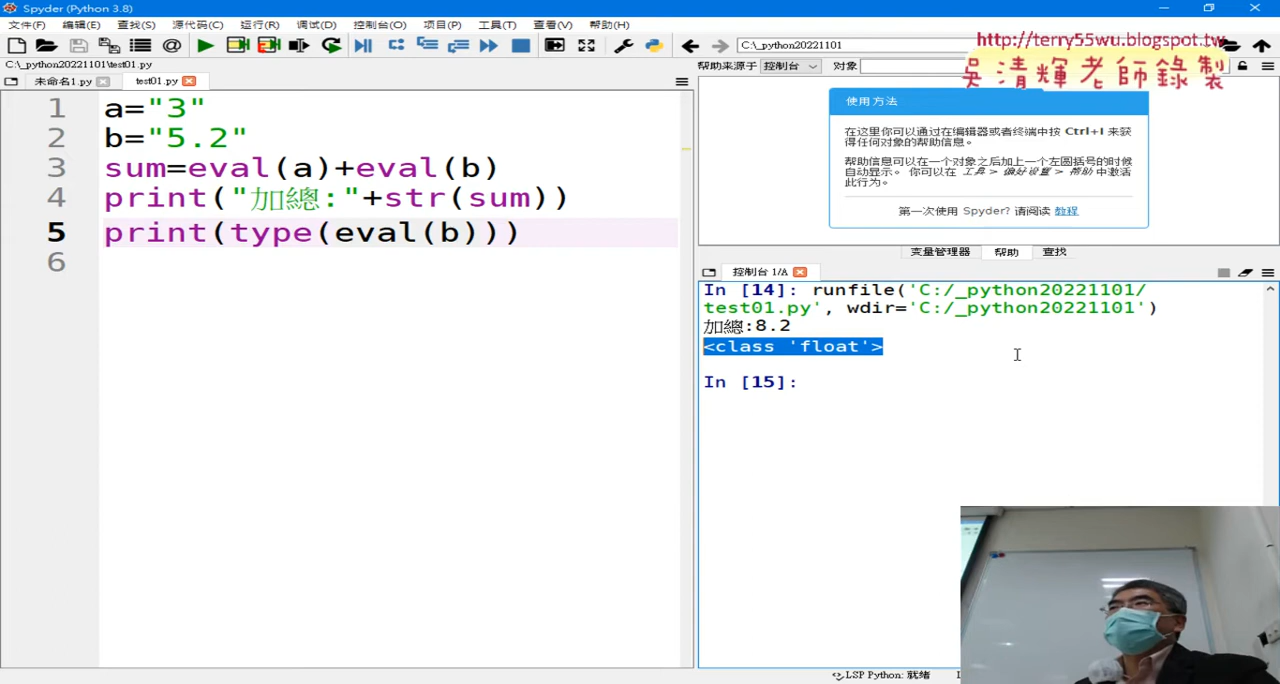 Spyder (Python 3.8)
文件(F) 编辑(E) 查找(S) 源代码(C) 运行(R) 调试(D) 控制台(O) 项目(P) 工具(T) 查看(V) 帮助(H)
C:\_python20221101
http://terry55wu.blogspot.tw
吳清輝老師錄製
C:\_python20221101\test01.py
帮助来源于 控制台 对象
未命名1.py test01.py
1 a="3"
2 b="5.2"
3 sum=eval(a)+eval(b)
4 print("加總:"+str(sum))
5 print(type(eval(b)))
6
使用方法
在这里你可以通过在编辑器或者终端中按 Ctrl+I 来获
得任何对象的帮助信息。
帮助信息可以在一个对象之后加上一个左圆括号的时候
自动显示。 你可以在 工具 > 偏好设置 > 帮助 中激活
此行为。
第一次使用 Spyder? 请阅读 教程
变量管理器 帮助 查找
控制台 1/A
In [14]: runfile('C:/_python20221101/
test01.py', wdir='C:/_python20221101')
加總:8.2
<class 'float'>
In [15]:
LSP Python: 就绪